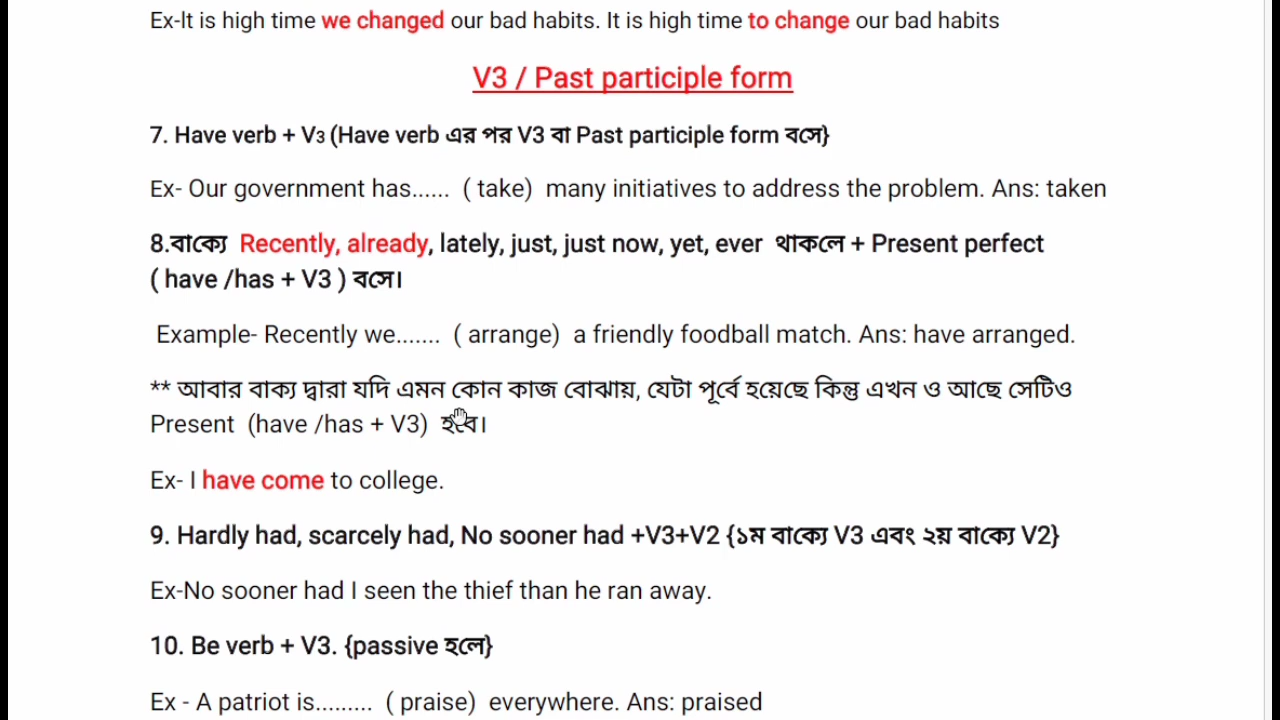 Ex-It is high time we changed our bad habits. It is high time to change our bad habits
V3 / Past participle form
7. Have verb + V3 (Have verb এর পর V3 বা Past participle form বসে}
Ex- Our government has...... ( take) many initiatives to address the problem. Ans: taken
8.বাক্যে Recently, already, lately, just, just now, yet, ever থাকলে + Present perfect
( have /has + V3 ) বসে।
Example- Recently we....... ( arrange) a friendly foodball match. Ans: have arranged.
** আবার বাক্য দ্বারা যদি এমন কোন কাজ বোঝায়, যেটা পূর্বে হয়েছে কিন্তু এখন ও আছে সেটিও
Present (have /has + V3) হবে।
Ex- I have come to college.
9. Hardly had, scarcely had, No sooner had +V3+V2 {১ম বাক্যে V3 এবং ২য় বাক্যে V2}
Ex-No sooner had I seen the thief than he ran away.
10. Be verb + V3. {passive হলে}
Ex - A patriot is......... ( praise) everywhere. Ans: praised